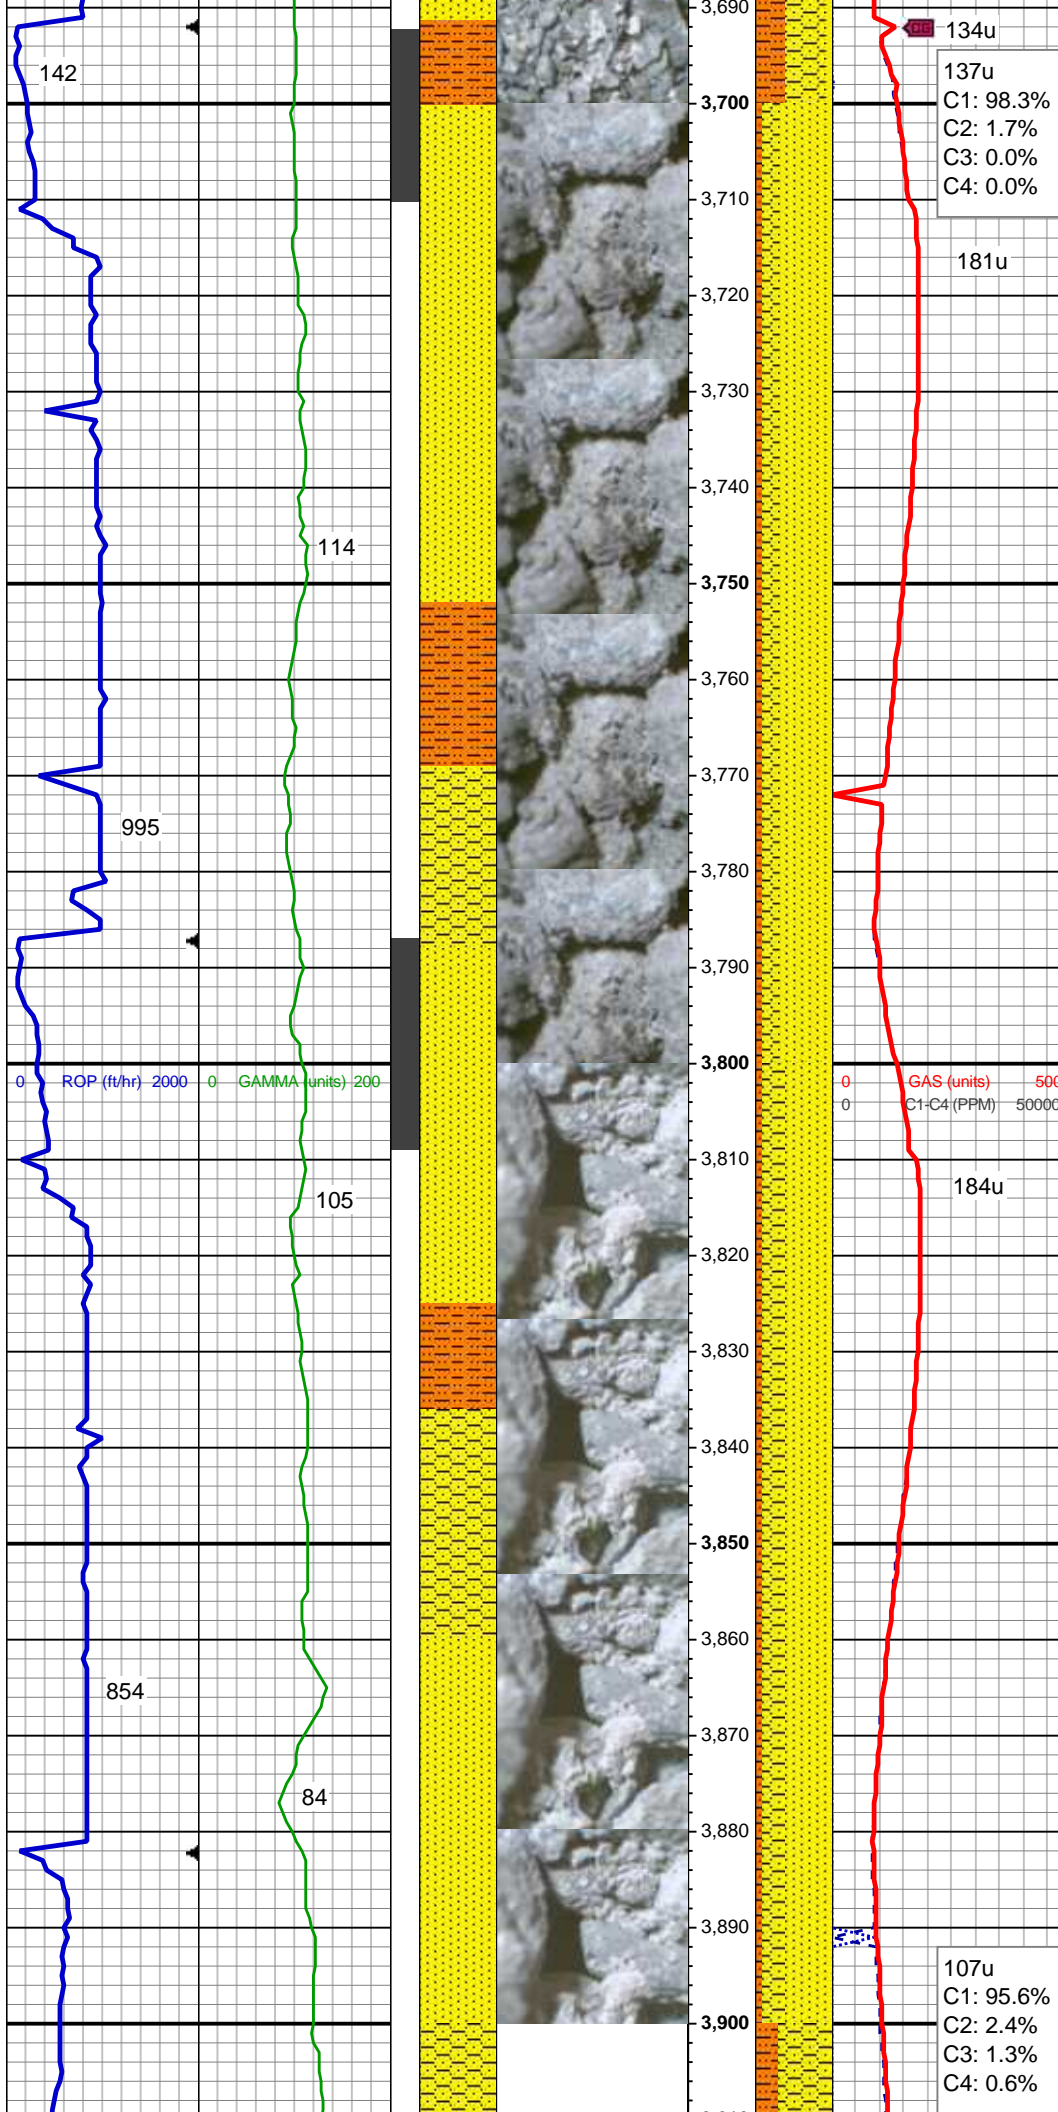 3,690
CG 134u
142
137u
C1: 98.3%
C2: 1.7%
C3: 0.0%
C4: 0.0%
3,700
3,710
181u
3,720
3,730
3,740
114
3,750
3,760
3,770
995
3,780
3,790
3,800
0 ROP (ft/hr) 2000 0 GAMMA (units) 200
0 GAS (units) 500
0 C1-C4 (PPM) 50000
3,810
184u
105
3,820
3,830
3,840
3,850
3,860
854
3,870
84
3,880
3,890
107u
C1: 95.6%
C2: 2.4%
C3: 1.3%
C4: 0.6%
3,900